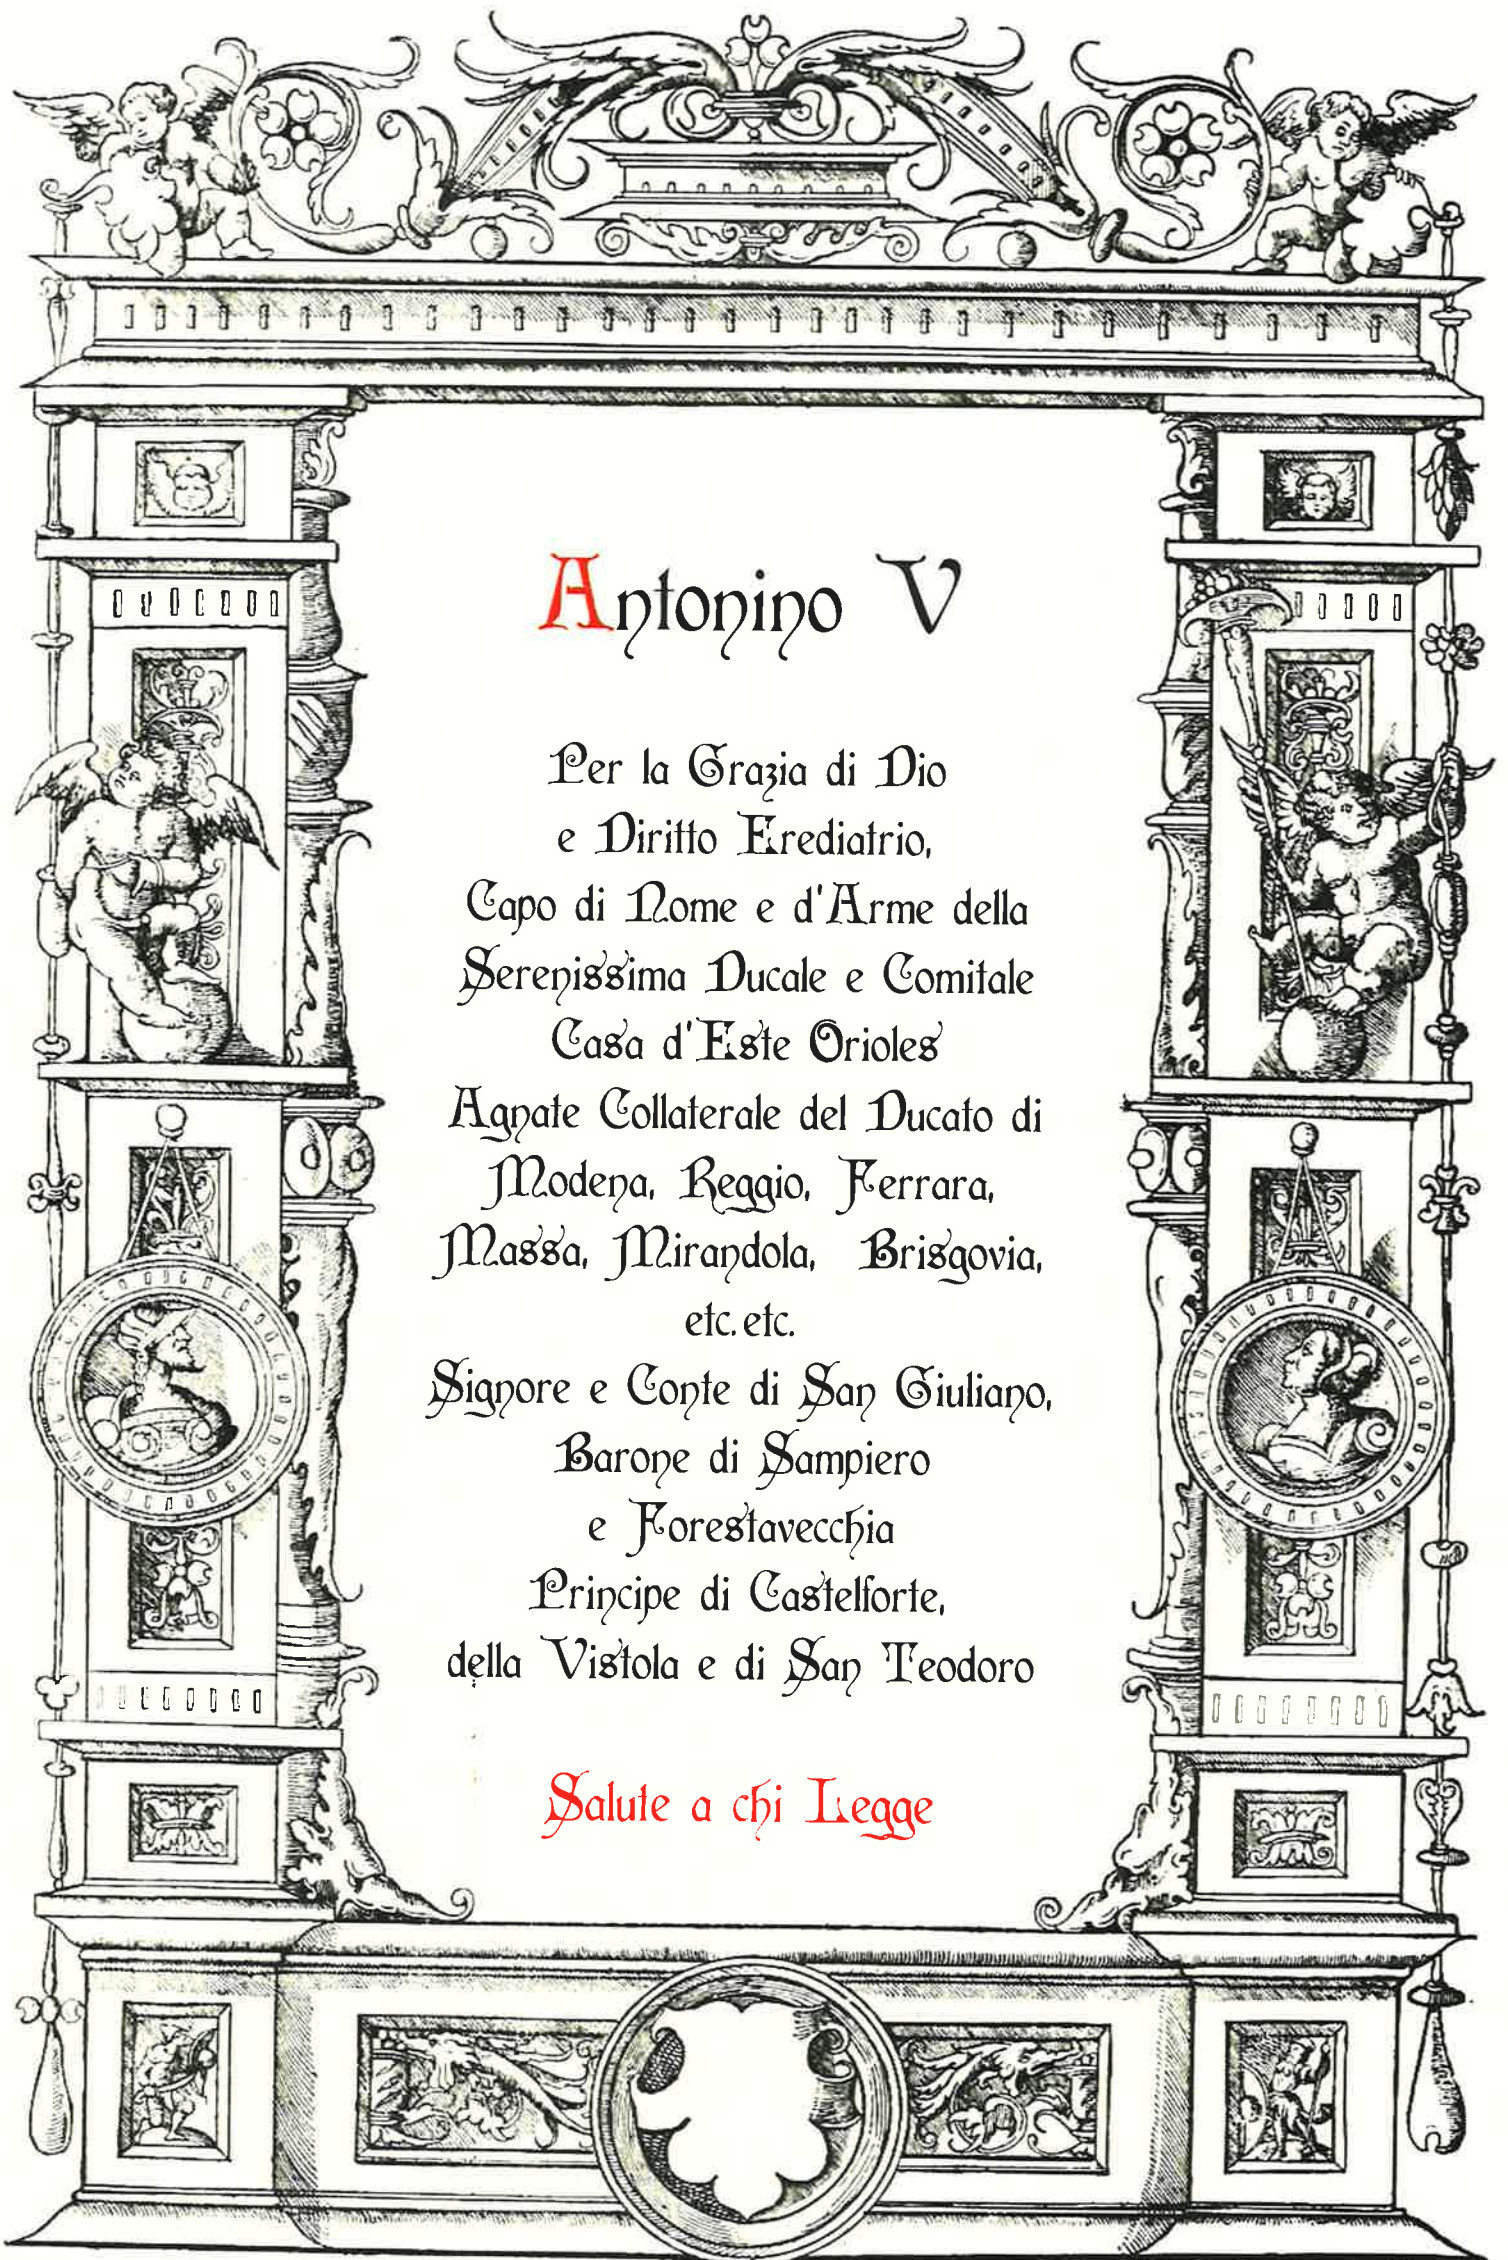 Antonino V
Per la Grazia di Dio
e Diritto Erediatrio,
Capo di Nome e d'Arme della
Serenissima Ducale e Comitale
Casa d'Este Orioles
Agnate Collaterale del Ducato di
Modena, Reggio, Ferrara,
Massa, Mirandola, Brisgovia,
etc. etc.
Signore e Conte di San Giuliano,
Barone di Sampiero
e Forestavecchia
Principe di Castelforte,
della Vistola e di San Teodoro
Salute a chi Legge